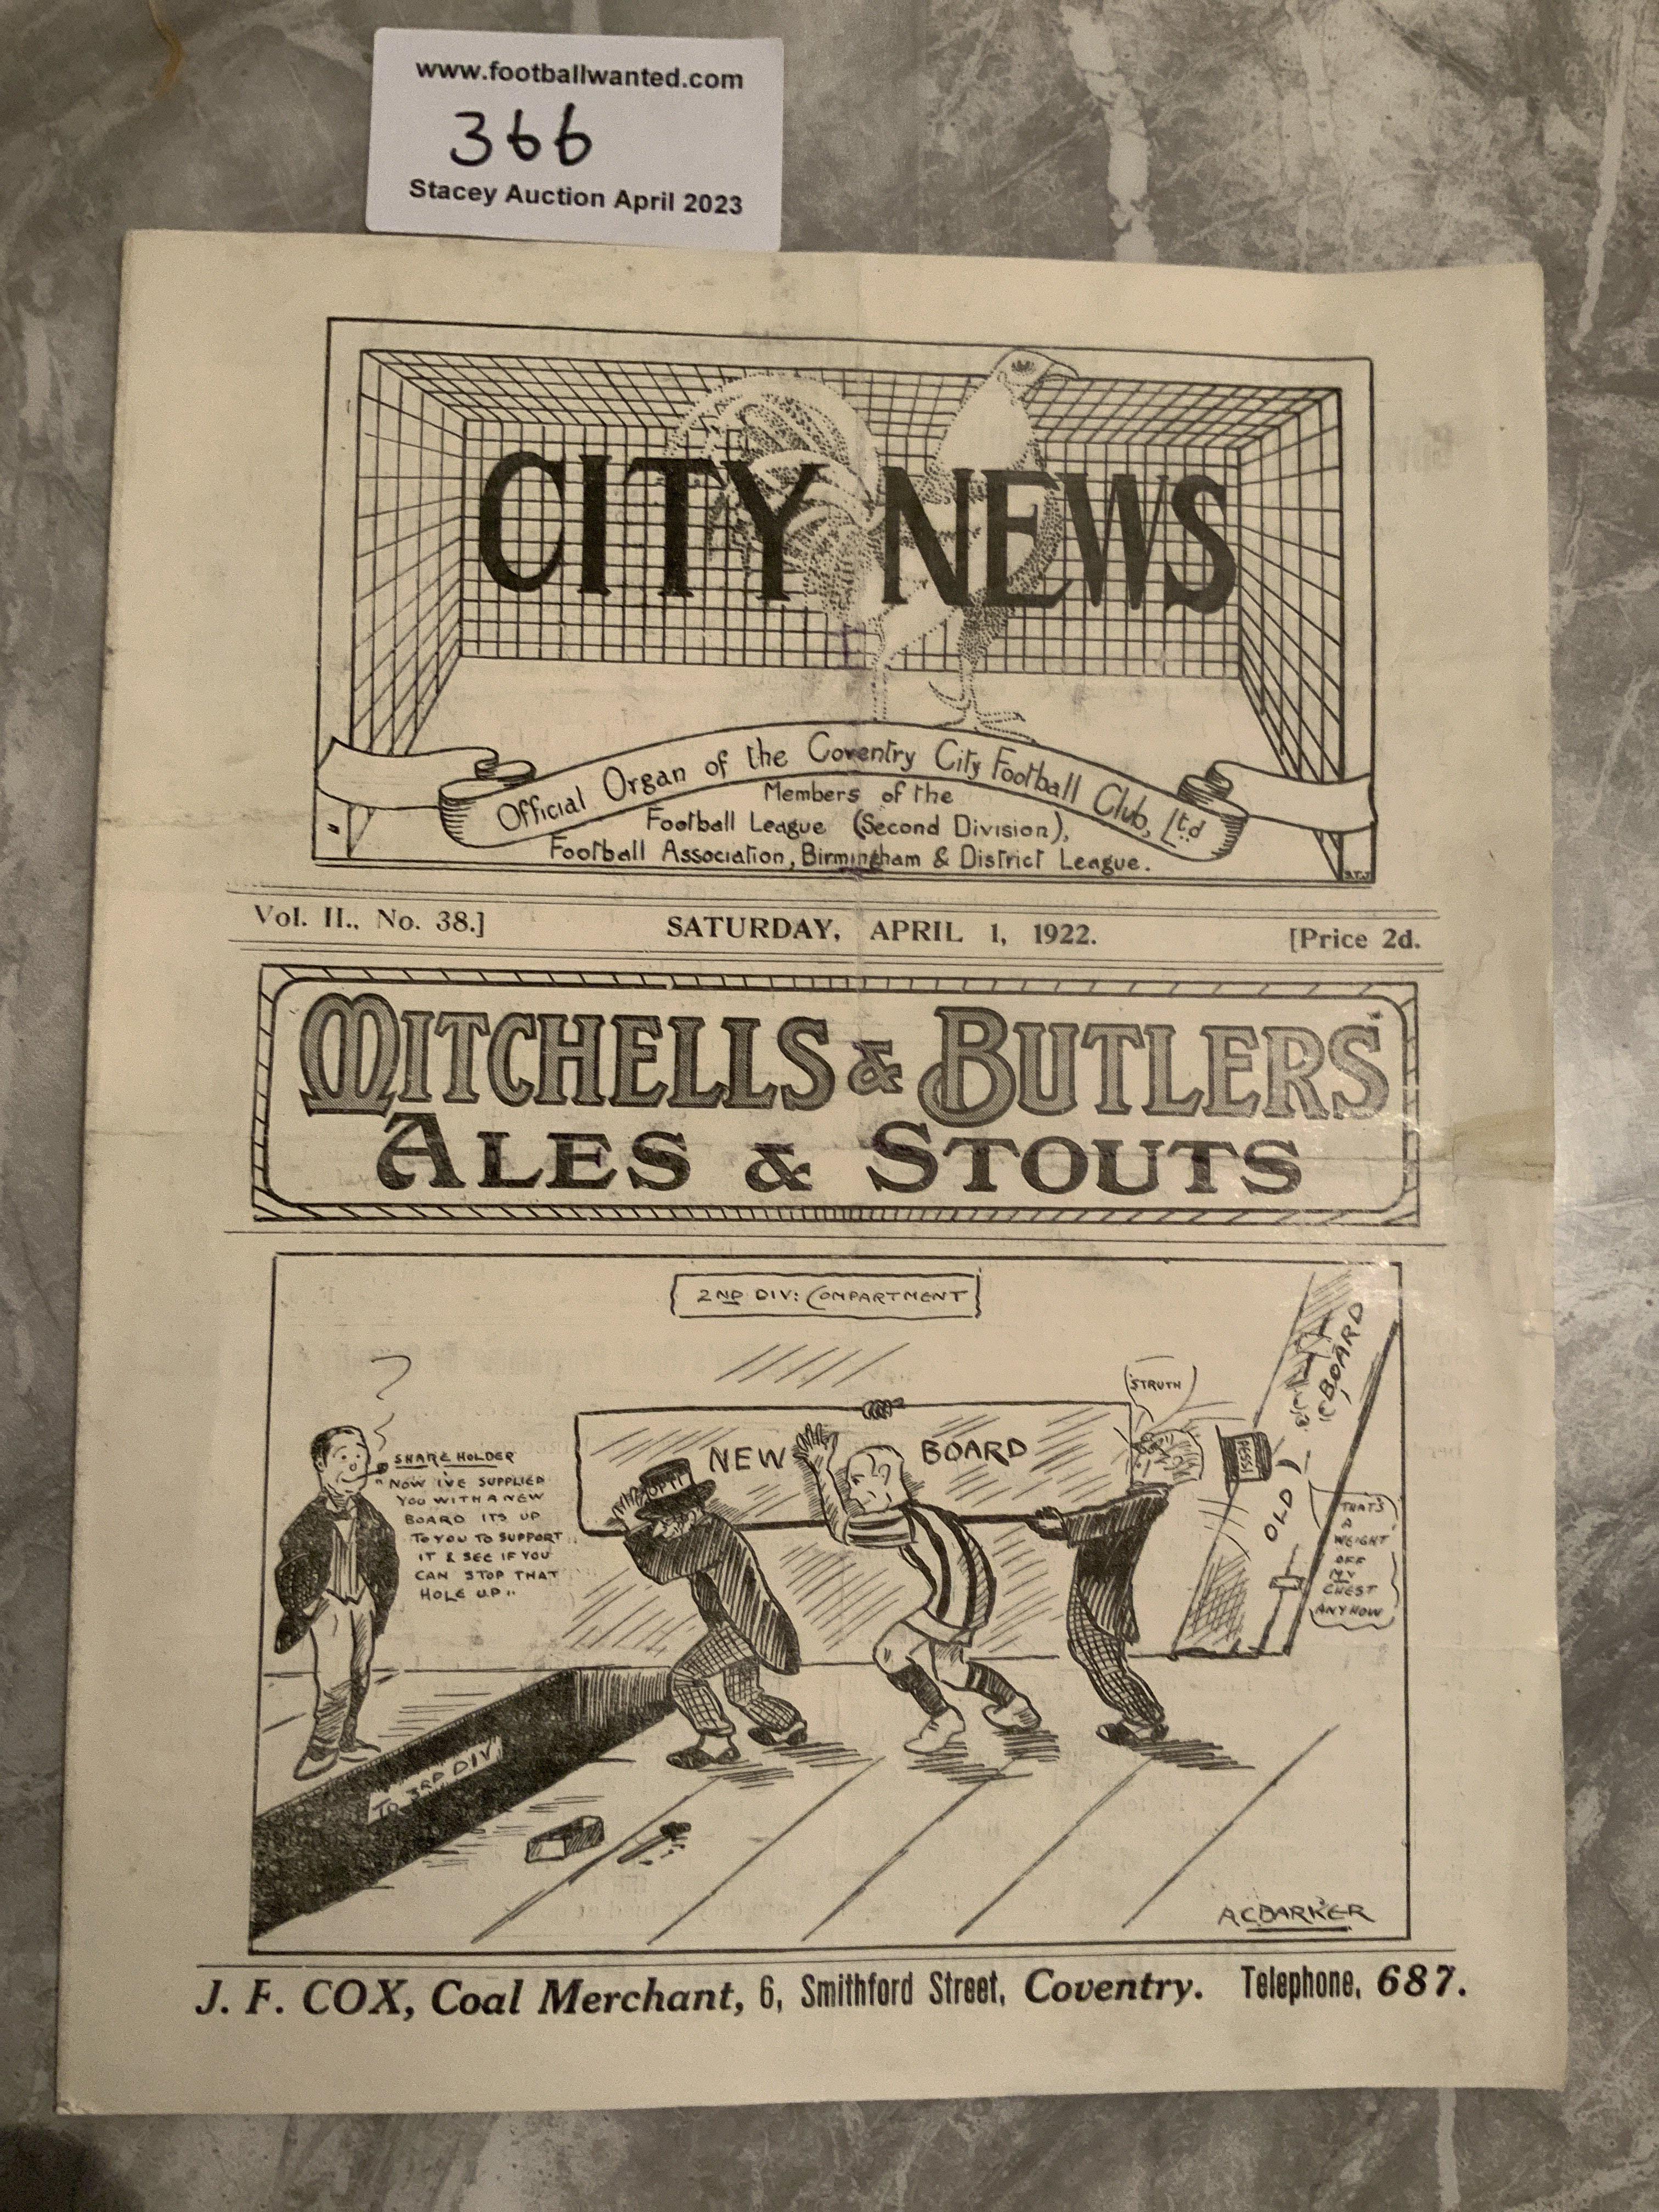 www.footballwanted.com
366
Stacey Auction April 2023
CITY NEWS
Official Organ of the Coventry City Football Club, Ltd
Members of the
Football League (Second Division),
Football Association, Birmingham & District League.
Vol. II., No. 38.] SATURDAY, APRIL 1, 1922. [Price 2d.
MITCHELLS & BUTLERS
ALES & STOUTS
2ND DIV: COMPARTMENT
SHARE HOLDER
NOW I'VE SUPPLIED
YOU WITH A NEW
BOARD ITS UP
TO YOU TO SUPPORT
IT & SEE IF YOU
CAN STOP THAT
HOLE UP
NEW BOARD
STRUTH
OLD BOARD
THAT'S
A
WEIGHT
OFF
MY
CHEST
ANYHOW
TO 3RD DIV
A.C. BARKER
J. F. COX, Coal Merchant, 6, Smithford Street, Coventry. Telephone, 687.